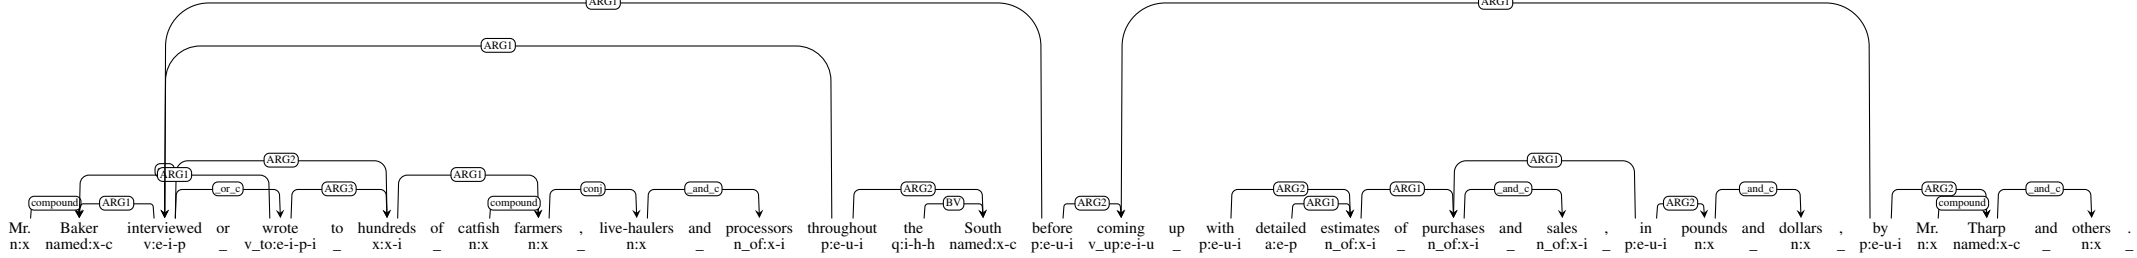 ARG1 ARG1
ARG1
ARG2 ARG1
ARG1 ARG1
_or_c ARG3 conj _and_c ARG2 ARG2 ARG1 _and_c _and_c ARG2 _and_c
compound ARG1 compound BV ARG2 ARG1 ARG2 compound
Mr. Baker interviewed or wrote to hundreds of catfish farmers , live-haulers and processors throughout the South before coming up with detailed estimates of purchases and sales , in pounds and dollars , by Mr. Tharp and others .
n:x named:x-c v:e-i-p _ v_to:e-i-p-i _ x:x-i _ n:x n:x _ n:x _ n_of:x-i p:e-u-i q:i-h-h named:x-c p:e-u-i v_up:e-i-u _ p:e-u-i a:e-p n_of:x-i _ n_of:x-i _ n_of:x-i _ p:e-u-i n:x _ n:x _ p:e-u-i n:x named:x-c _ n:x _